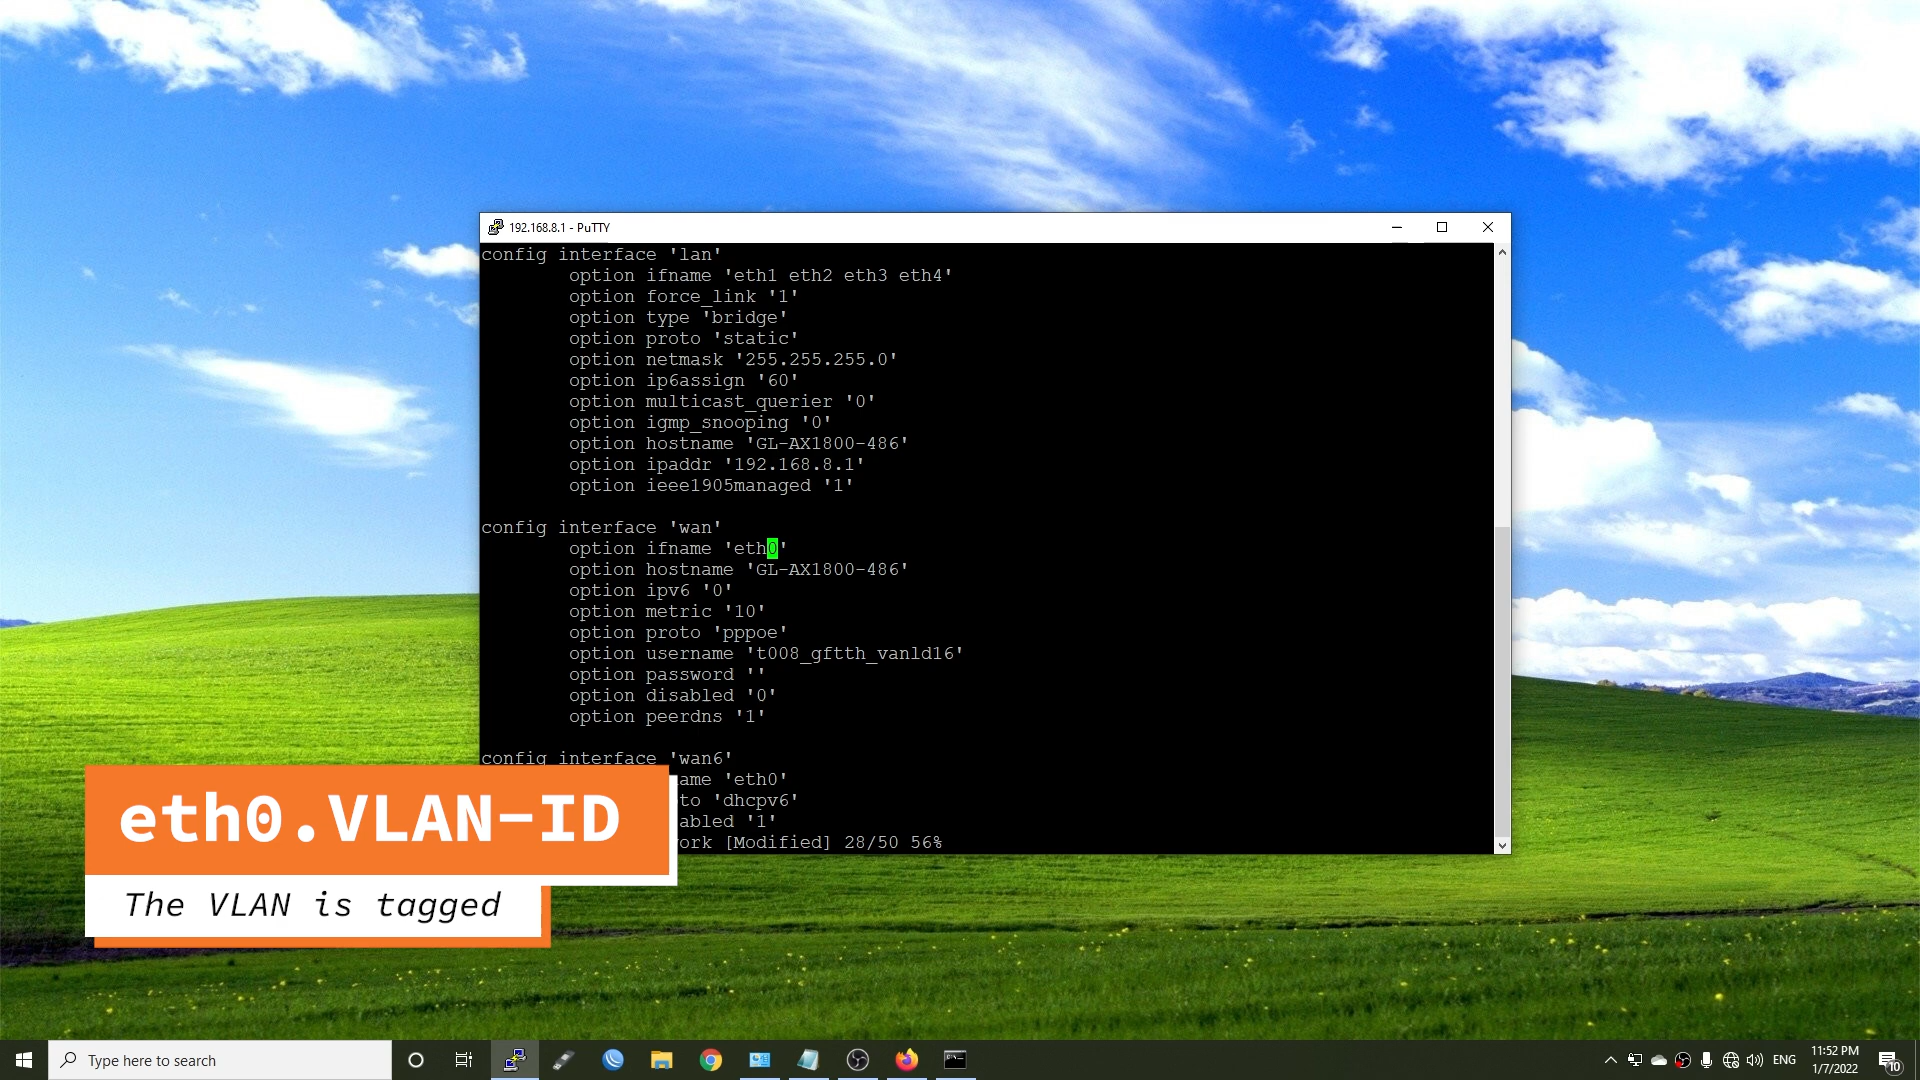 192.168.8.1 - PuTTY
config interface 'lan'
option ifname 'eth1 eth2 eth3 eth4'
option force_link '1'
option type 'bridge'
option proto 'static'
option netmask '255.255.255.0'
option ip6assign '60'
option multicast_querier '0'
option igmp_snooping '0'
option hostname 'GL-AX1800-486'
option ipaddr '192.168.8.1'
option ieee1905managed '1'
config interface 'wan'
option ifname 'eth0'
option hostname 'GL-AX1800-486'
option ipv6 '0'
option metric '10'
option proto 'pppoe'
option username 't008_gftth_vanld16'
option password ''
option disabled '0'
option peerdns '1'
config interface 'wan6'
ame 'eth0'
to 'dhcpv6'
abled '1'
ork [Modified] 28/50 56%
eth0.VLAN-ID
The VLAN is tagged
Type here to search
ENG
11:52 PM
1/7/2022
10